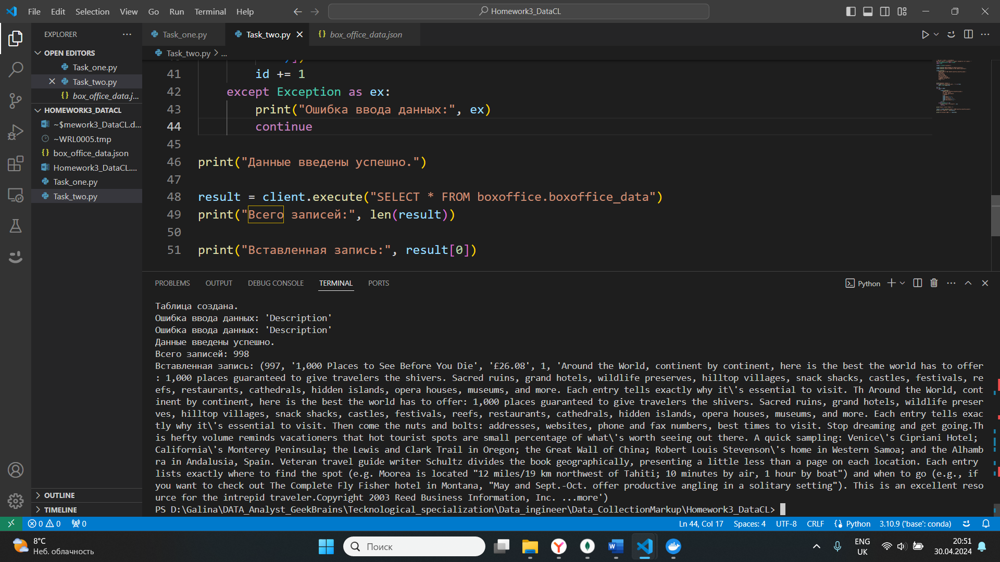 File Edit Selection View Go Run Terminal Help
Homework3_DataCL
EXPLORER
OPEN EDITORS
Task_one.py
Task_two.py
box_office_data.j...
HOMEWORK3_DATACL
~$mework3_DataCL.d...
~WRL0005.tmp
box_office_data.json
Homework3_DataCL....
Task_one.py
Task_two.py
OUTLINE
TIMELINE
Task_one.py Task_two.py box_office_data.json
Task_two.py > ...
41 id += 1
42 except Exception as ex:
43 print("Ошибка ввода данных:", ex)
44 continue
45
46 print("Данные введены успешно.")
47
48 result = client.execute("SELECT * FROM boxoffice.boxoffice_data")
49 print("Всего записей:", len(result))
50
51 print("Вставленная запись:", result[0])
PROBLEMS OUTPUT DEBUG CONSOLE TERMINAL PORTS
Python
Таблица создана.
Ошибка ввода данных: 'Description'
Ошибка ввода данных: 'Description'
Данные введены успешно.
Всего записей: 998
Вставленная запись: (997, '1,000 Places to See Before You Die', '£26.08', 1, 'Around the World, continent by continent, here is the best the world has to offer
: 1,000 places guaranteed to give travelers the shivers. Sacred ruins, grand hotels, wildlife preserves, hilltop villages, snack shacks, castles, festivals, re
efs, restaurants, cathedrals, hidden islands, opera houses, museums, and more. Each entry tells exactly why it\'s essential to visit. Th Around the World, cont
inent by continent, here is the best the world has to offer: 1,000 places guaranteed to give travelers the shivers. Sacred ruins, grand hotels, wildlife preser
ves, hilltop villages, snack shacks, castles, festivals, reefs, restaurants, cathedrals, hidden islands, opera houses, museums, and more. Each entry tells exac
tly why it\'s essential to visit. Then come the nuts and bolts: addresses, websites, phone and fax numbers, best times to visit. Stop dreaming and get going.Th
is hefty volume reminds vacationers that hot tourist spots are small percentage of what\'s worth seeing out there. A quick sampling: Venice\'s Cipriani Hotel;
California\'s Monterey Peninsula; the Lewis and Clark Trail in Oregon; the Great Wall of China; Robert Louis Stevenson\'s home in Western Samoa; and the Alhamb
ra in Andalusia, Spain. Veteran travel guide writer Schultz divides the book geographically, presenting a little less than a page on each location. Each entry
lists exactly where to find the spot (e.g. Moorea is located "12 miles/19 km northwest of Tahiti; 10 minutes by air, 1 hour by boat") and when to go (e.g., if
you want to check out The Complete Fly Fisher hotel in Montana, "May and Sept.-Oct. offer productive angling in a solitary setting"). This is an excellent reso
urce for the intrepid traveler.Copyright 2003 Reed Business Information, Inc. ...more')
PS D:\Galina\DATA_Analyst_GeekBrains\Tecknological_specialization\Data_ingineer\Data_CollectionMarkup\Homework3_DataCL>
0 0 0
Ln 44, Col 17 Spaces: 4 UTF-8 CRLF Python 3.10.9 ('base': conda)
8°C
Неб. облачность
Поиск
ENG
UK
20:51
30.04.2024